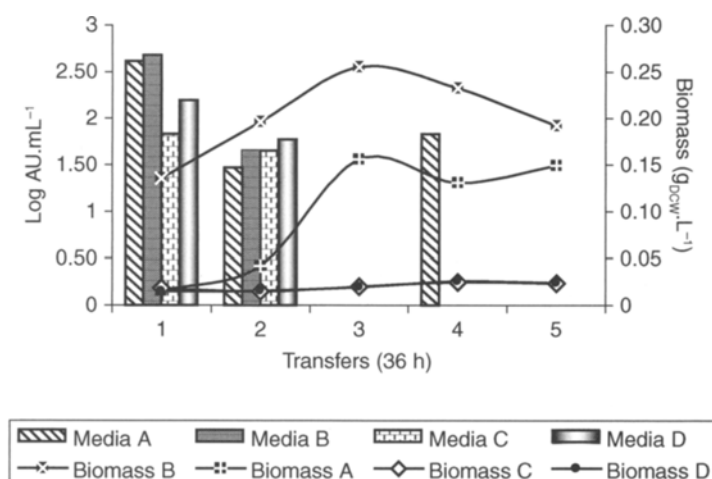 3 0.30
2.50 0.25
2 0.20
1.50 0.15
1 0.10
0.50 0.05
0 0
Log AU.mL⁻¹
Biomass (gDCW.L⁻¹)
1 2 3 4 5
Transfers (36 h)
Media A Media B Media C Media D
Biomass B Biomass A Biomass C Biomass D